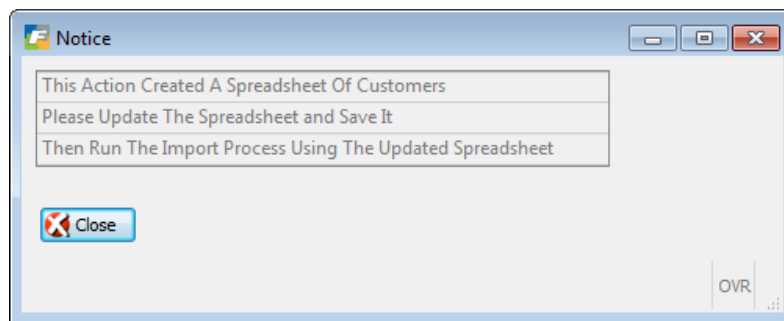 Notice
This Action Created A Spreadsheet Of Customers
Please Update The Spreadsheet and Save It
Then Run The Import Process Using The Updated Spreadsheet
Close
OVR